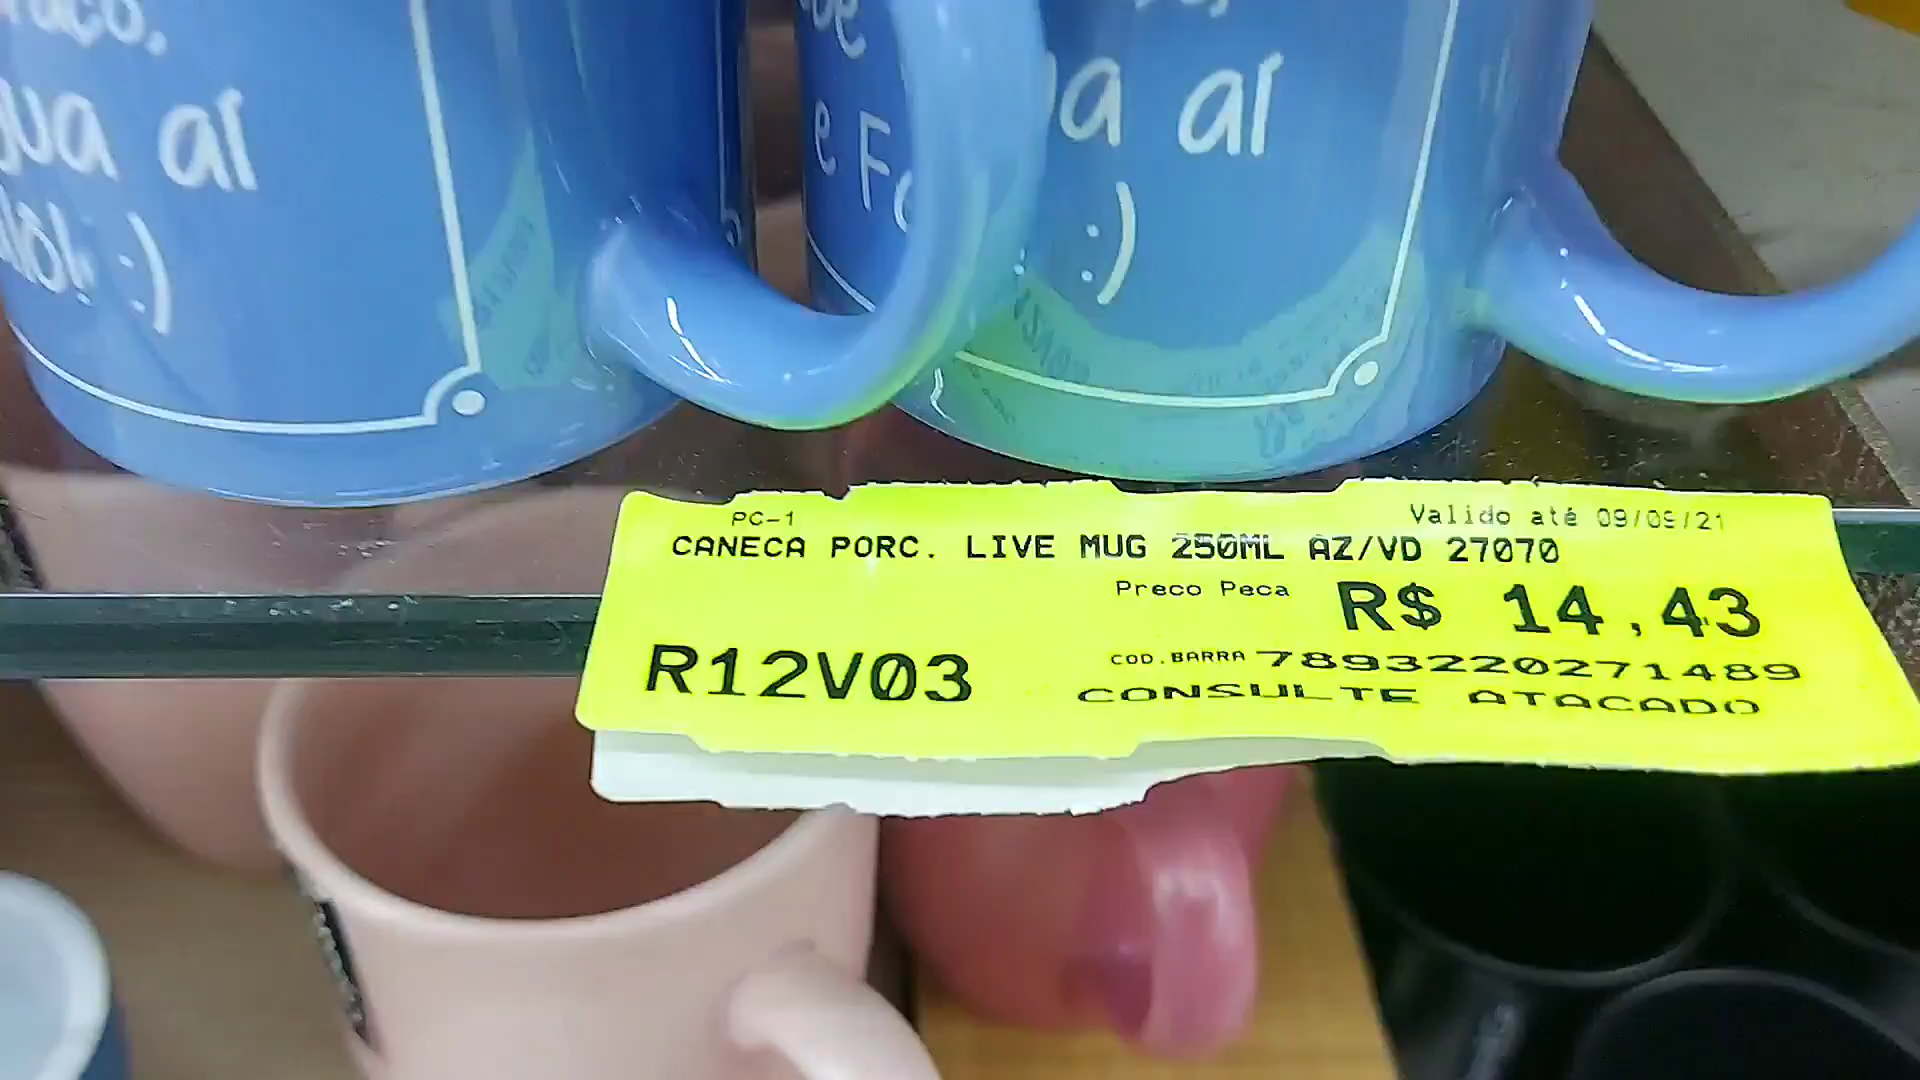 ua aí
:)
e
a aí
:)
PC-1
Valido até 09/09/21
CANECA PORC. LIVE MUG 250ML AZ/VD 27070
Preco Peca R$ 14,43
R12V03
COD.BARRA 7893220271489
CONSULTE ATACADO